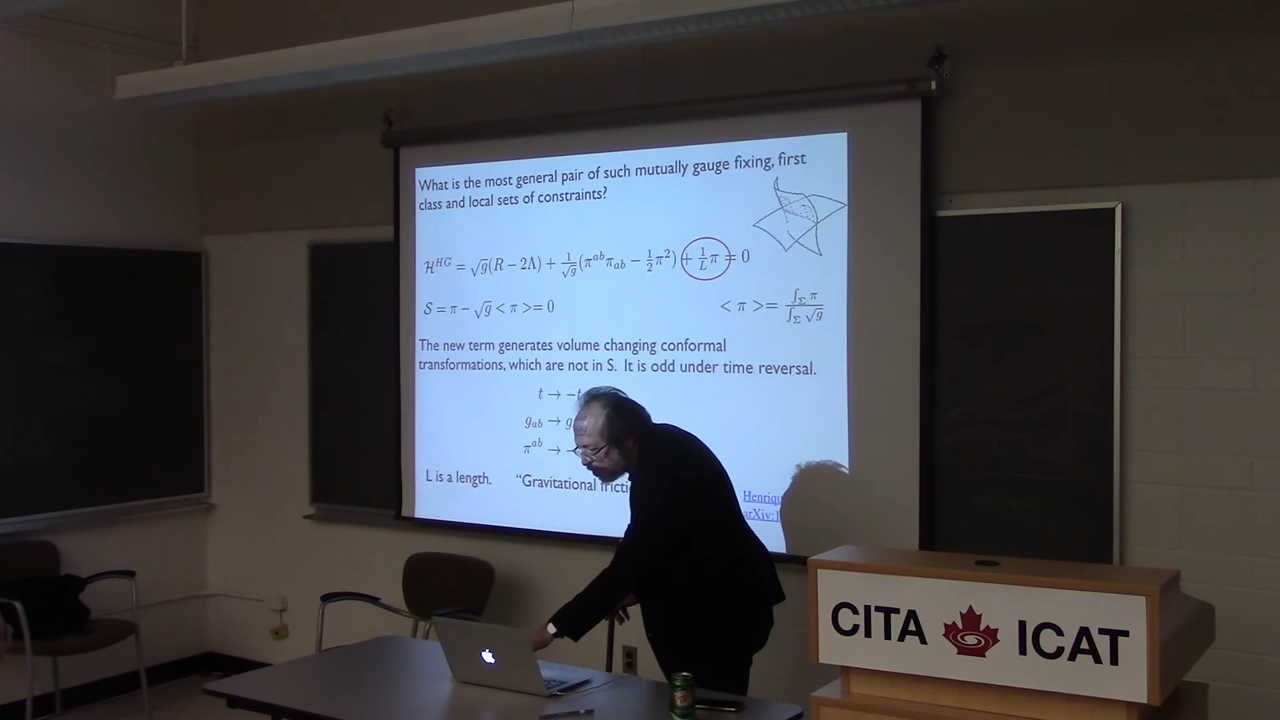 What is the most general pair of such mutually gauge fixing, first
class and local sets of constraints?
ℋ^{HG} = √g(R − 2Λ) + 1/√g(π^{ab}π_{ab} − ½π²) + 1/L π = 0
𝒮 = π − √g < π >= 0 < π >= ∫_Σ π / ∫_Σ √g
The new term generates volume changing conformal
transformations, which are not in S. It is odd under time reversal.
t → −t
g_{ab} → g
π^{ab} → −
L is a length. "Gravitational
CITA ICAT